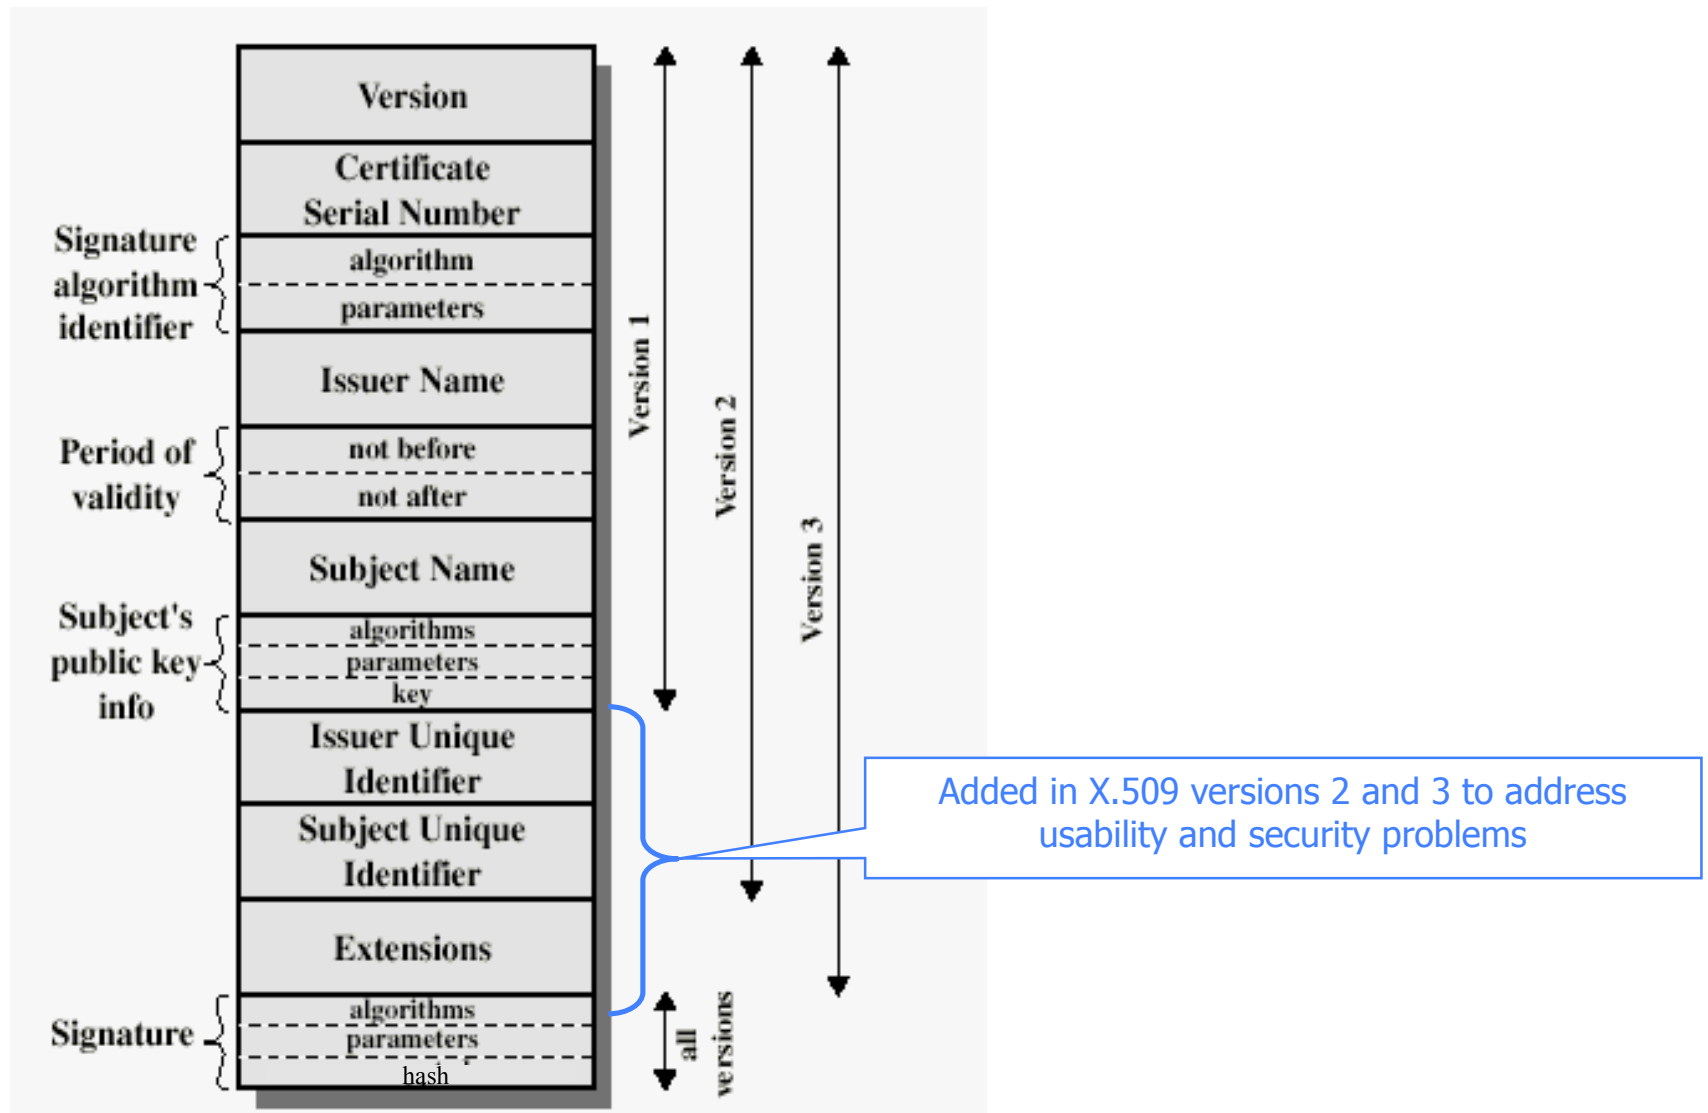 Version
Certificate
Serial Number
Signature
algorithm
identifier
algorithm
parameters
Issuer Name
Period of
validity
not before
not after
Subject Name
Subject's
public key
info
algorithms
parameters
key
Issuer Unique
Identifier
Subject Unique
Identifier
Extensions
Signature
algorithms
parameters
hash
Version 1
Version 2
Version 3
all
versions
Added in X.509 versions 2 and 3 to address
usability and security problems